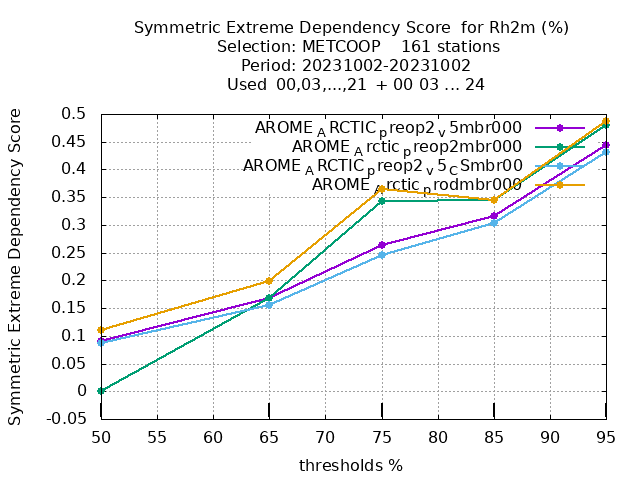 Symmetric Extreme Dependency Score for Rh2m (%)
Selection: METCOOP 161 stations
Period: 20231002-20231002
Used 00,03,...,21 + 00 03 ... 24
Symmetric Extreme Dependency Score
0.5
0.45
0.4
0.35
0.3
0.25
0.2
0.15
0.1
0.05
0
-0.05
AROME_ARCTIC_preop2_v5mbr000
AROME_Arctic_preop2mbr000
AROME_ARCTIC_preop2_v5_CSmbr00
AROME_Arctic_prodmbr000
50 55 60 65 70 75 80 85 90 95
thresholds %